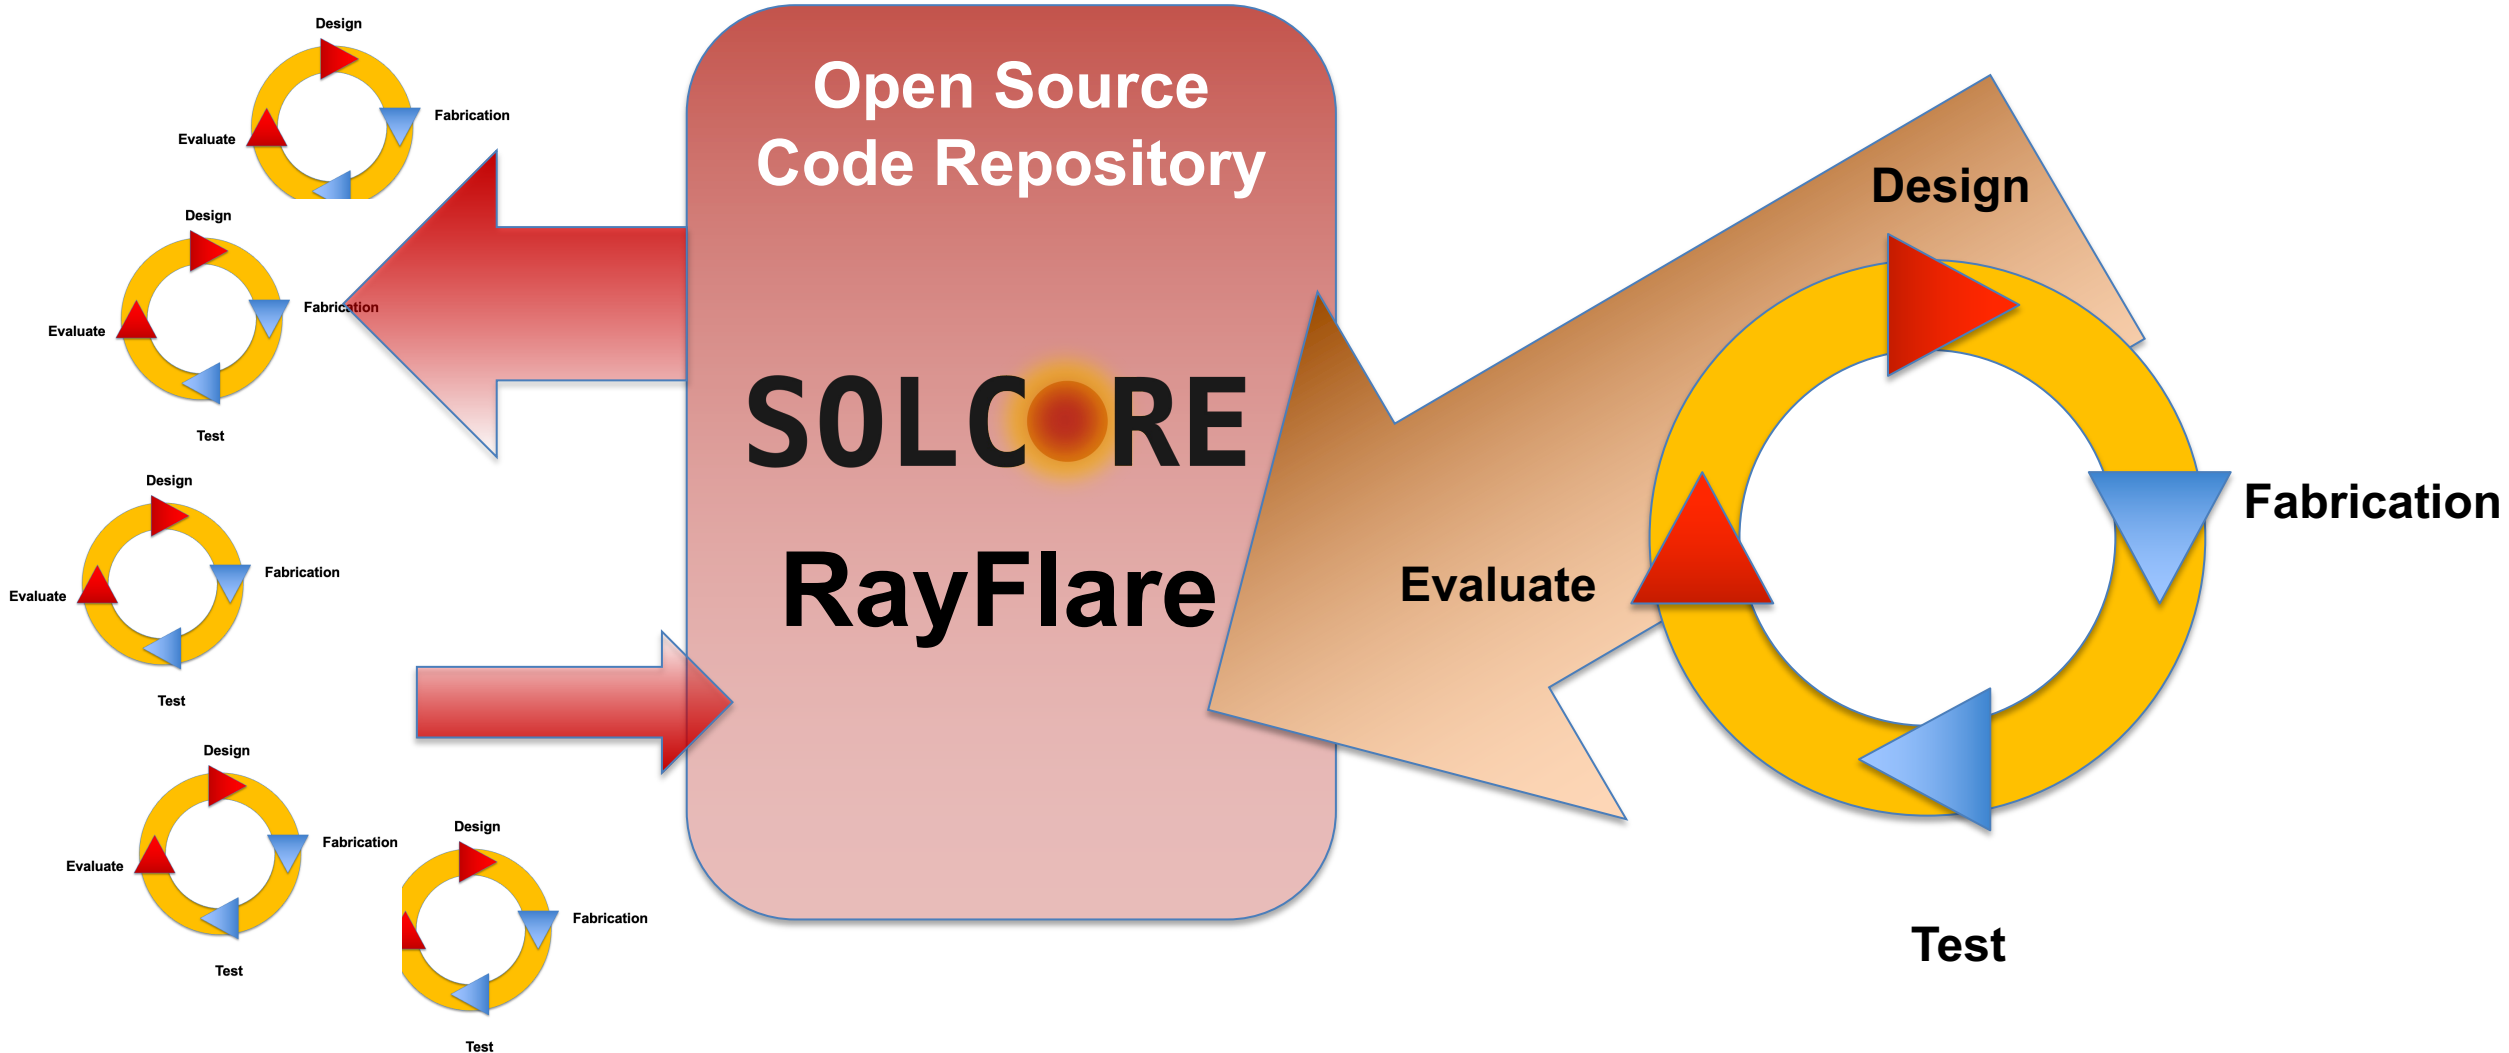 Design
Fabrication
Evaluate
Design
Fabrication
Evaluate
Test
Design
Fabrication
Evaluate
Test
Design
Fabrication
Evaluate
Test
Design
Fabrication
Test
Open Source
Code Repository
SOLCORE
RayFlare
Design
Fabrication
Evaluate
Test